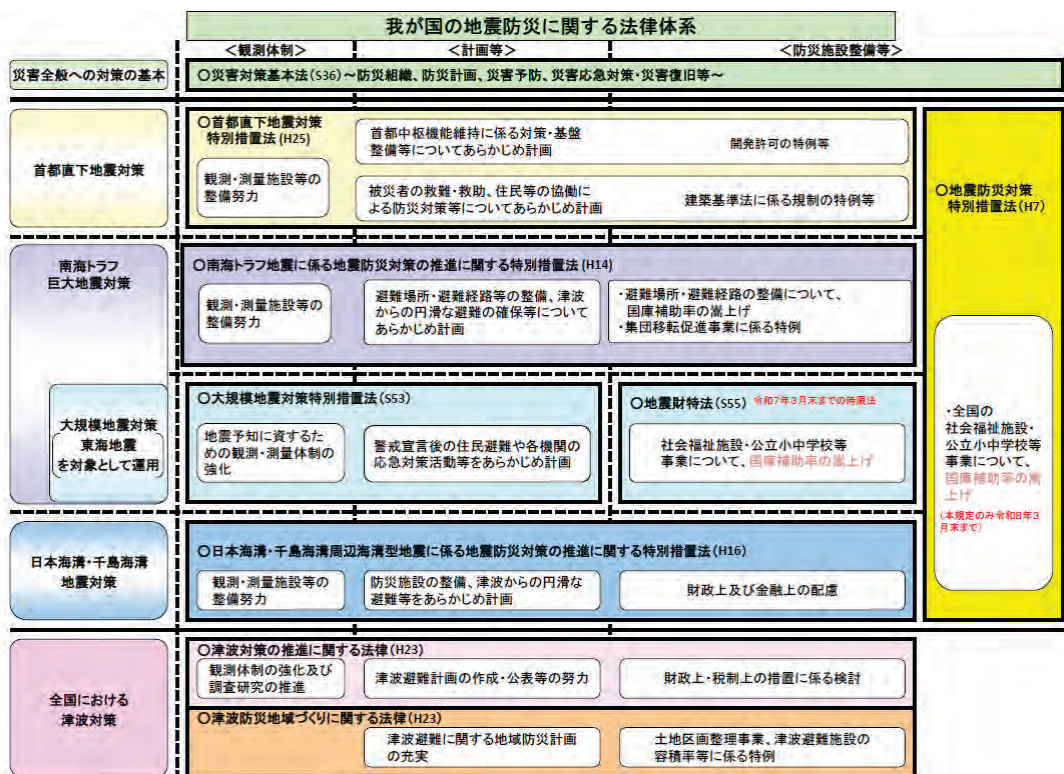 我が国の地震防災に関する法律体系
＜観測体制＞
＜計画等＞
＜防災施設整備等＞
災害全般への対策の基本
○災害対策基本法(S36)～防災組織、防災計画、災害予防、災害応急対策・災害復旧等～
首都直下地震対策
○首都直下地震対策
特別措置法(H25)
観測・測量施設等の
整備努力
首都中枢機能維持に係る対策・基盤
整備等についてあらかじめ計画
開発許可の特例等
被災者の救難・救助、住民等の協働に
よる防災対策等についてあらかじめ計画
建築基準法に係る規制の特例等
○地震防災対策
特別措置法(H7)
・全国の
社会福祉施設・
公立小中学校等
事業について、
国庫補助率の嵩
上げ
(本規定のみ令和8年3
月末まで)
南海トラフ
巨大地震対策
○南海トラフ地震に係る地震防災対策の推進に関する特別措置法(H14)
観測・測量施設等の
整備努力
避難場所・避難経路等の整備、津波
からの円滑な避難の確保等について
あらかじめ計画
・避難場所・避難経路の整備について、
国庫補助率の嵩上げ
・集団移転促進事業に係る特例
大規模地震対策
東海地震
を対象として運用
○大規模地震対策特別措置法(S53)
地震予知に資するた
めの観測・測量体制の
強化
警戒宣言後の住民避難や各機関の
応急対策活動等をあらかじめ計画
○地震財特法(S55) 令和7年3月末までの時限法
社会福祉施設・公立小中学校等
事業について、国庫補助率の嵩上げ
日本海溝・千島海溝
地震対策
○日本海溝・千島海溝周辺海溝型地震に係る地震防災対策の推進に関する特別措置法(H16)
観測・測量施設等の
整備努力
防災施設の整備、津波からの円滑な
避難等をあらかじめ計画
財政上及び金融上の配慮
全国における
津波対策
○津波対策の推進に関する法律(H23)
観測体制の強化及び
調査研究の推進
津波避難計画の作成・公表等の努力
財政上・税制上の措置に係る検討
○津波防災地域づくりに関する法律(H23)
津波避難に関する地域防災計画
の充実
土地区画整理事業、津波避難施設の
容積率等に係る特例